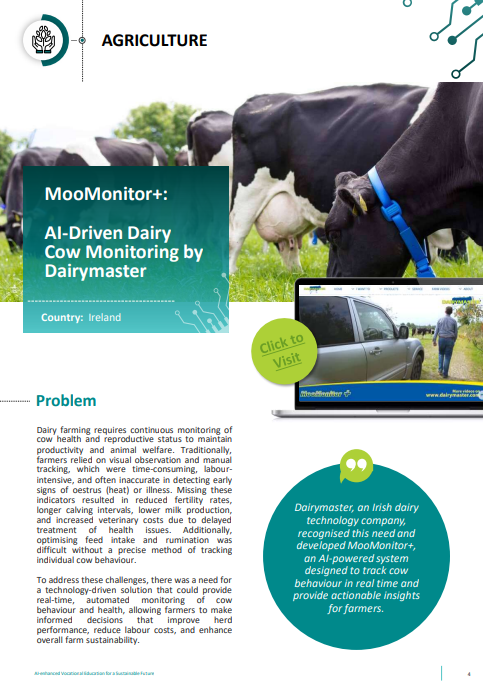 AGRICULTURE
MooMonitor+:
AI-Driven Dairy
Cow Monitoring by
Dairymaster
Country: Ireland
Click to
Visit
MooMonitor +
www.dairymaster.com
Problem
Dairy farming requires continuous monitoring of
cow health and reproductive status to maintain
productivity and animal welfare. Traditionally,
farmers relied on visual observation and manual
tracking, which were time-consuming, labour-
intensive, and often inaccurate in detecting early
signs of oestrus (heat) or illness. Missing these
indicators resulted in reduced fertility rates,
longer calving intervals, lower milk production,
and increased veterinary costs due to delayed
treatment of health issues. Additionally,
optimising feed intake and rumination was
difficult without a precise method of tracking
individual cow behaviour.
To address these challenges, there was a need for
a technology-driven solution that could provide
real-time, automated monitoring of cow
behaviour and health, allowing farmers to make
informed decisions that improve herd
performance, reduce labour costs, and enhance
overall farm sustainability.
Dairymaster, an Irish dairy
technology company,
recognised this need and
developed MooMonitor+,
an AI-powered system
designed to track cow
behaviour in real time and
provide actionable insights
for farmers.
AI-enhanced Vocational Education for a Sustainable Future
4